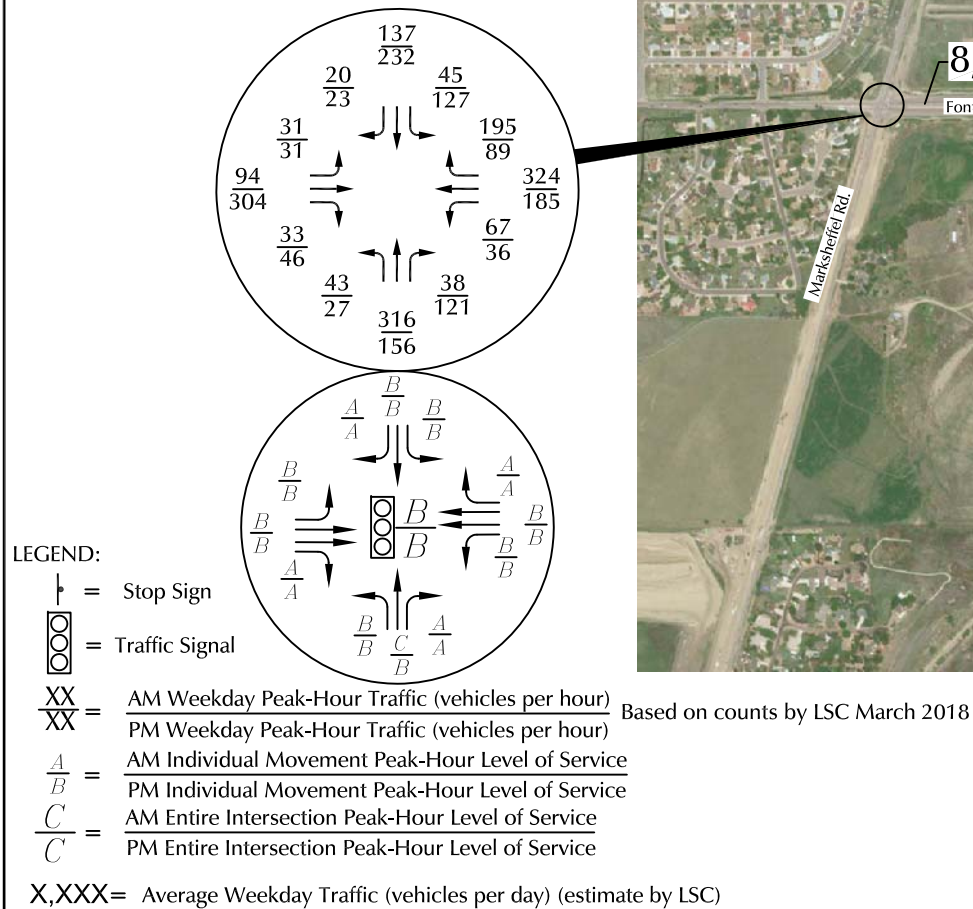 137
232
20
23
45
127
31
31
195
89
94
304
324
185
33
46
67
36
43
27
38
121
316
156
B
B
A
A
B
B
B
B
A
A
B
B
B
B
B
B
A
A
B
B
B
B
C
B
A
A
8,
Marksheffel Rd.
LEGEND:
= Stop Sign
= Traffic Signal
XX
XX
=
AM Weekday Peak-Hour Traffic (vehicles per hour)
PM Weekday Peak-Hour Traffic (vehicles per hour)
Based on counts by LSC March 2018
A
B
=
AM Individual Movement Peak-Hour Level of Service
PM Individual Movement Peak-Hour Level of Service
C
C
=
AM Entire Intersection Peak-Hour Level of Service
PM Entire Intersection Peak-Hour Level of Service
X,XXX= Average Weekday Traffic (vehicles per day) (estimate by LSC)